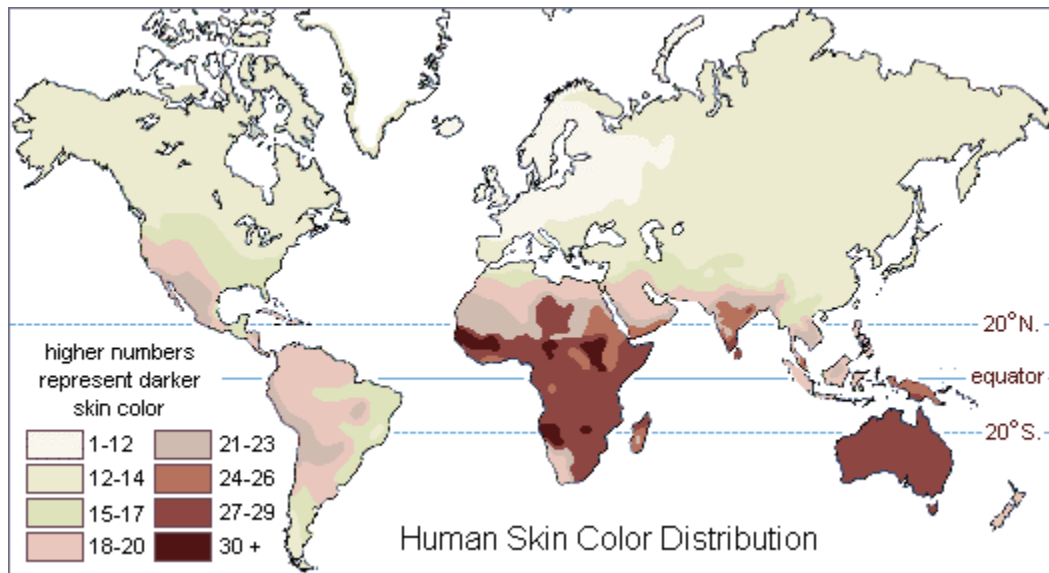 20°N.
higher numbers
represent darker
skin color
equator
1-12
21-23
20°S.
12-14
24-26
15-17
27-29
18-20
30 +
Human Skin Color Distribution